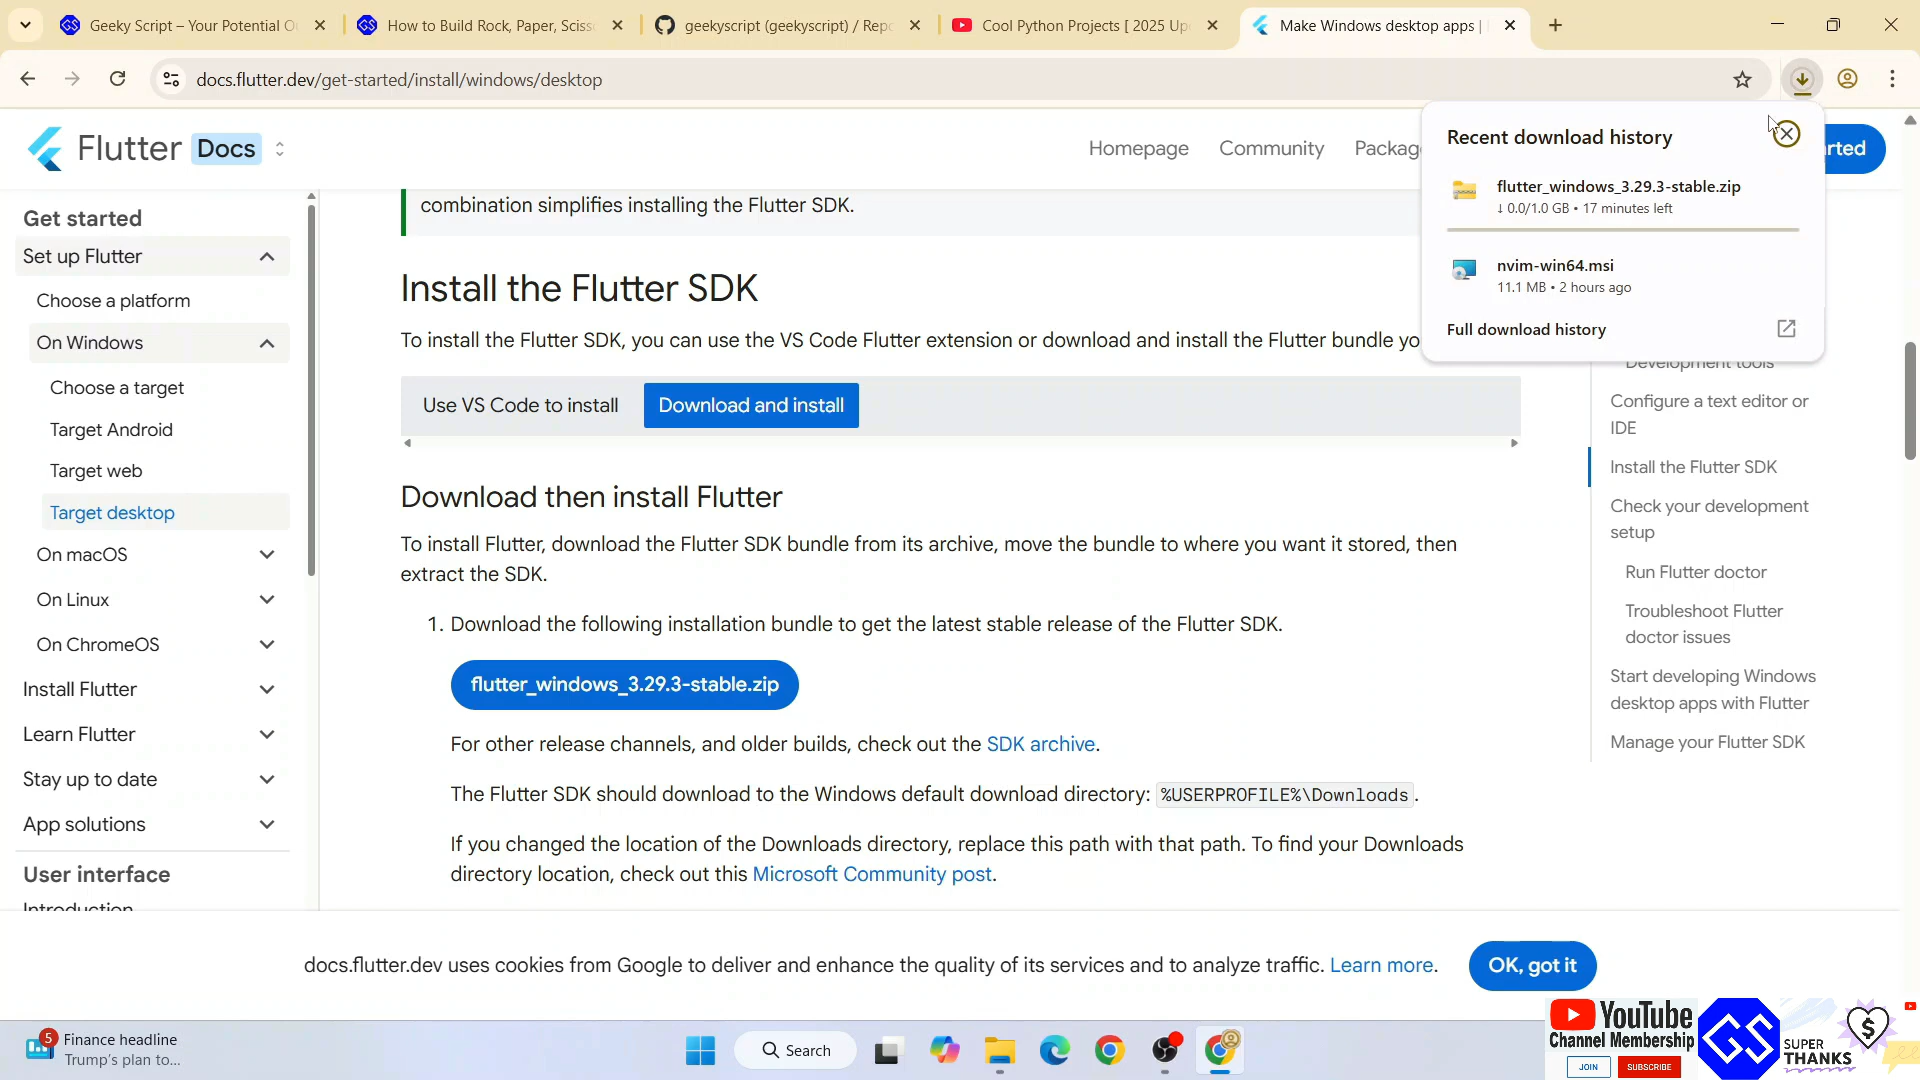 Geeky Script – Your Potential O
How to Build Rock, Paper, Sciss
geekyscript (geekyscript) / Rep
Cool Python Projects [ 2025 Up
Make Windows desktop apps |
docs.flutter.dev/get-started/install/windows/desktop
Flutter Docs
Homepage
Community
Packag
rted
Recent download history
flutter_windows_3.29.3-stable.zip
↓ 0.0/1.0 GB • 17 minutes left
nvim-win64.msi
11.1 MB • 2 hours ago
Full download history
Get started
Set up Flutter
Choose a platform
On Windows
Choose a target
Target Android
Target web
Target desktop
On macOS
On Linux
On ChromeOS
Install Flutter
Learn Flutter
Stay up to date
App solutions
User interface
Introduction
combination simplifies installing the Flutter SDK.
Install the Flutter SDK
To install the Flutter SDK, you can use the VS Code Flutter extension or download and install the Flutter bundle yo
Use VS Code to install
Download and install
Download then install Flutter
To install Flutter, download the Flutter SDK bundle from its archive, move the bundle to where you want it stored, then
extract the SDK.
1. Download the following installation bundle to get the latest stable release of the Flutter SDK.
flutter_windows_3.29.3-stable.zip
For other release channels, and older builds, check out the SDK archive.
The Flutter SDK should download to the Windows default download directory: %USERPROFILE%\Downloads.
If you changed the location of the Downloads directory, replace this path with that path. To find your Downloads
directory location, check out this Microsoft Community post.
Development tools
Configure a text editor or
IDE
Install the Flutter SDK
Check your development
setup
Run Flutter doctor
Troubleshoot Flutter
doctor issues
Start developing Windows
desktop apps with Flutter
Manage your Flutter SDK
docs.flutter.dev uses cookies from Google to deliver and enhance the quality of its services and to analyze traffic. Learn more.
OK, got it
5
Finance headline
Trump's plan to...
Search
YouTube
Channel Membership
JOIN
SUBSCRIBE
GS
SUPER
THANKS
$